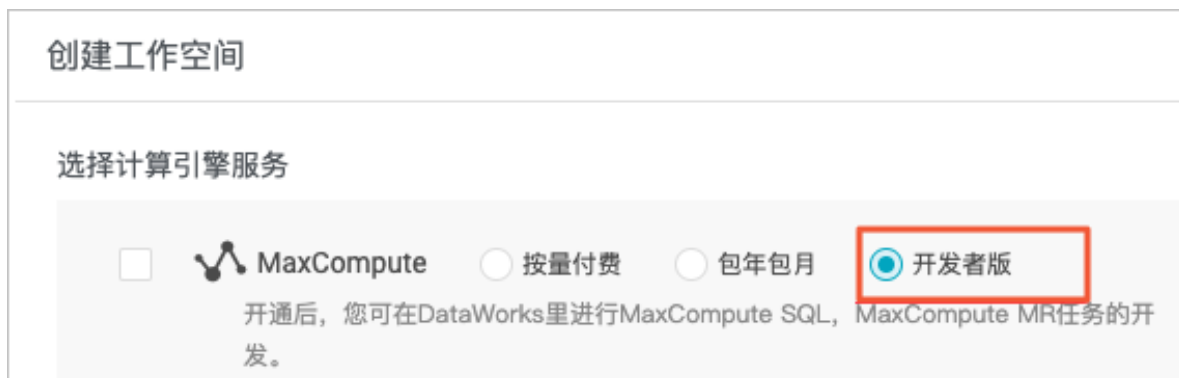 创建工作空间
选择计算引擎服务
MaxCompute 按量付费 包年包月 开发者版
开通后，您可在DataWorks里进行MaxCompute SQL，MaxCompute MR任务的开
发。